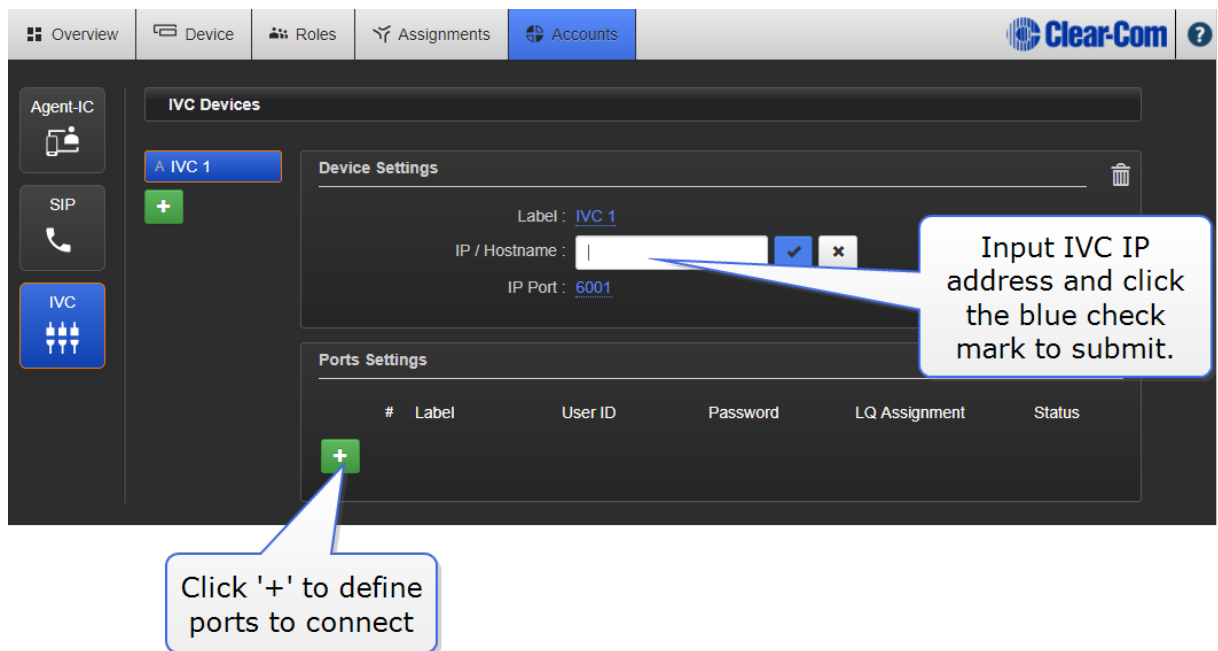 Overview
Device
Roles
Assignments
Accounts
Clear-Com
?
Agent-IC
SIP
IVC
IVC Devices
A IVC 1
+
Device Settings
Label : IVC 1
IP / Hostname :
IP Port : 6001
Input IVC IP
address and click
the blue check
mark to submit.
Ports Settings
# Label User ID Password LQ Assignment Status
+
Click '+' to define
ports to connect